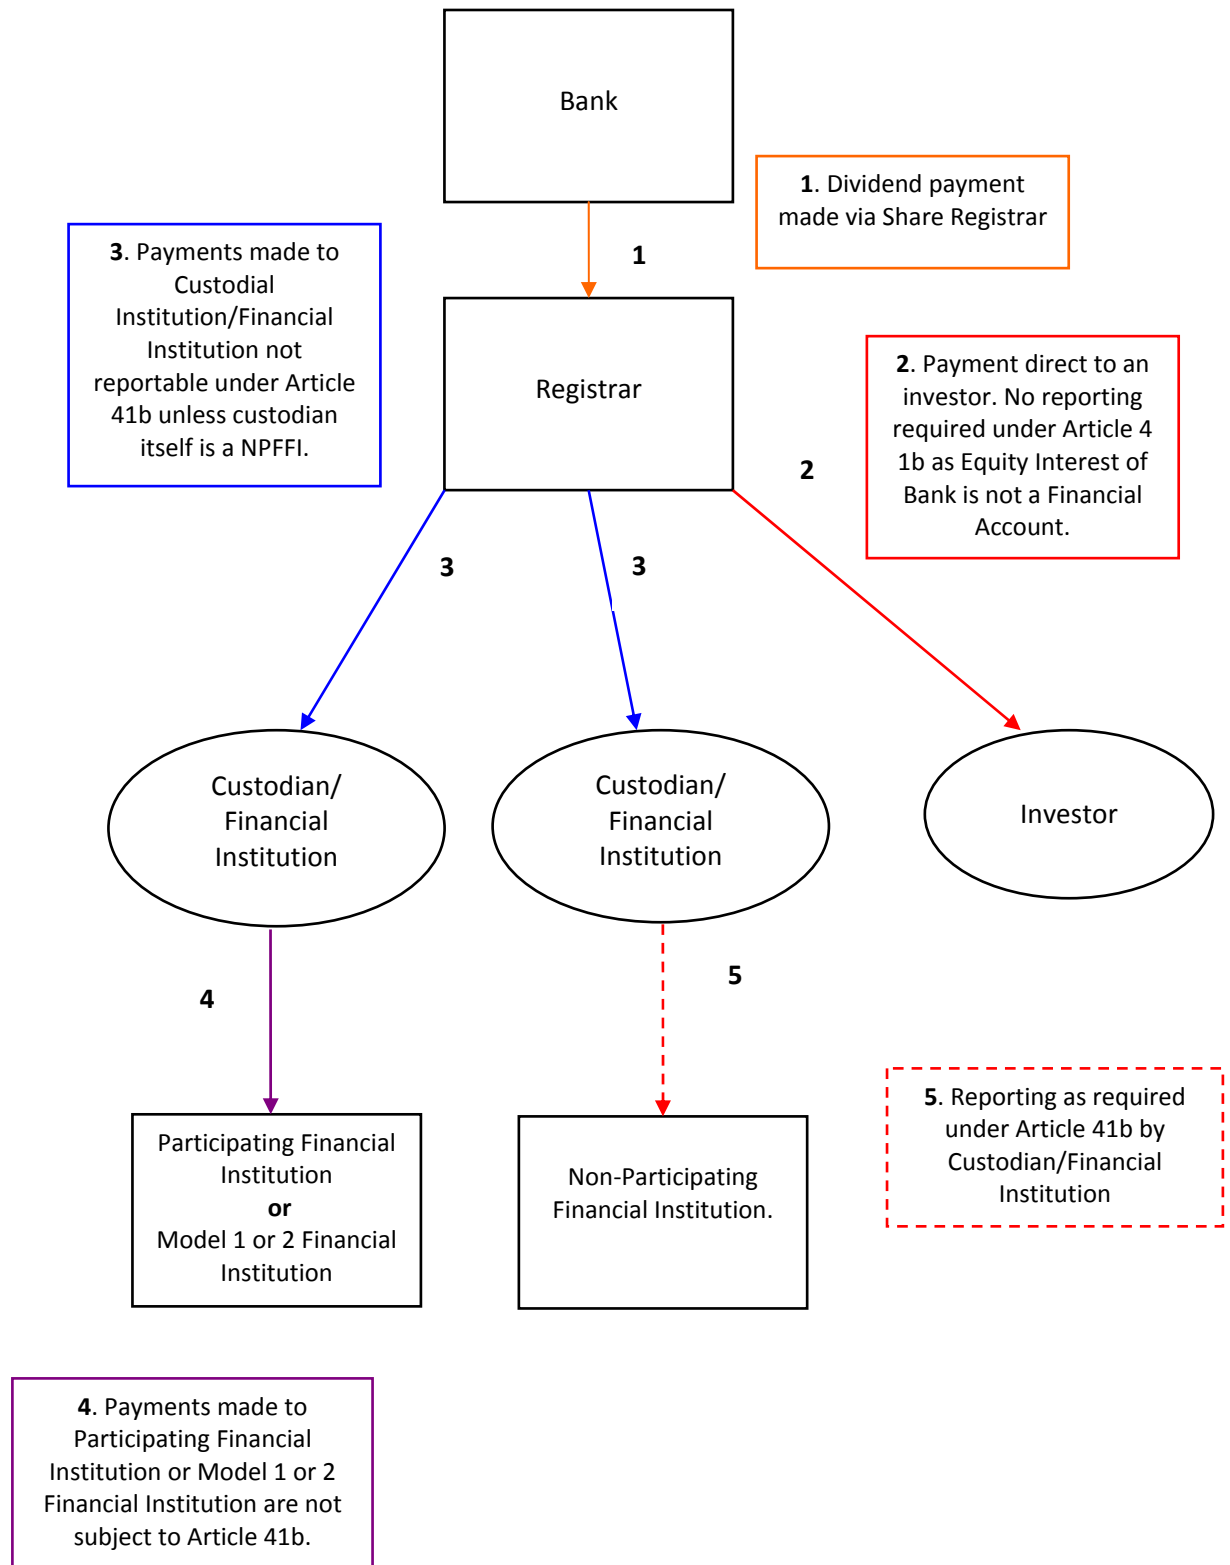 Bank
1. Dividend payment
made via Share Registrar
3. Payments made to
Custodial
Institution/Financial
Institution not
reportable under Article
41b unless custodian
itself is a NPFFI.
1
Registrar
2. Payment direct to an
investor. No reporting
required under Article 4
1b as Equity Interest of
Bank is not a Financial
Account.
2
3
3
Custodian/
Financial
Institution
Custodian/
Financial
Institution
Investor
4
5
Participating Financial
Institution
or
Model 1 or 2 Financial
Institution
Non-Participating
Financial Institution.
5. Reporting as required
under Article 41b by
Custodian/Financial
Institution
4. Payments made to
Participating Financial
Institution or Model 1 or 2
Financial Institution are not
subject to Article 41b.